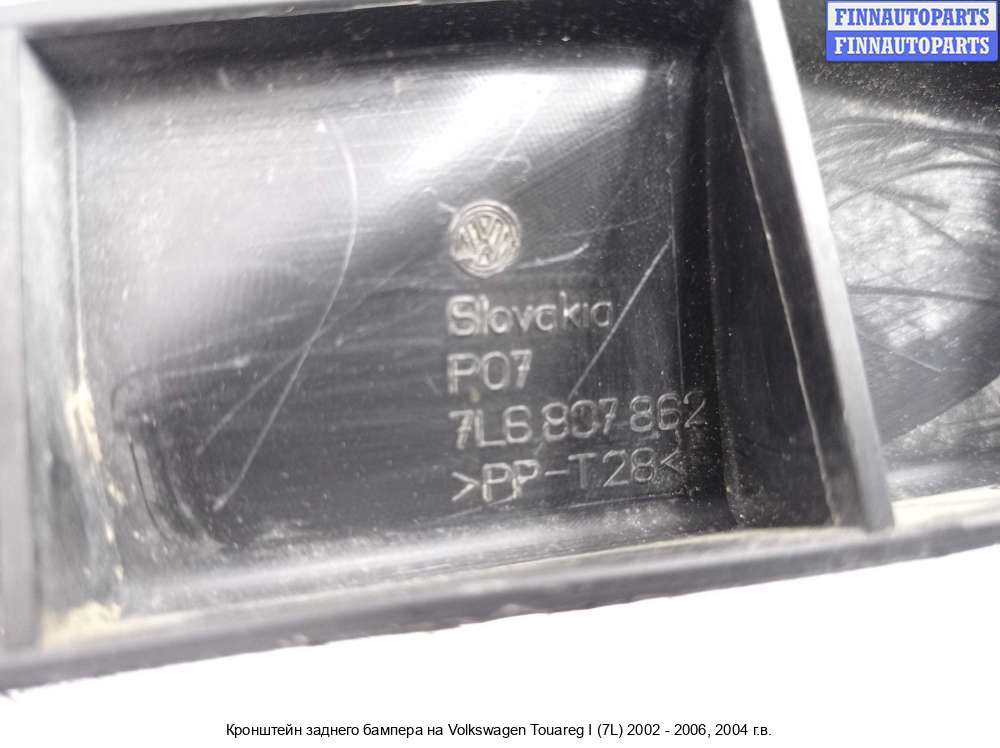 FINNAUTOPARTS
FINNAUTOPARTS
Slovakia
P07
7L6 807 862
>PP-T28<
Кронштейн заднего бампера на Volkswagen Touareg I (7L) 2002 - 2006, 2004 г.в.